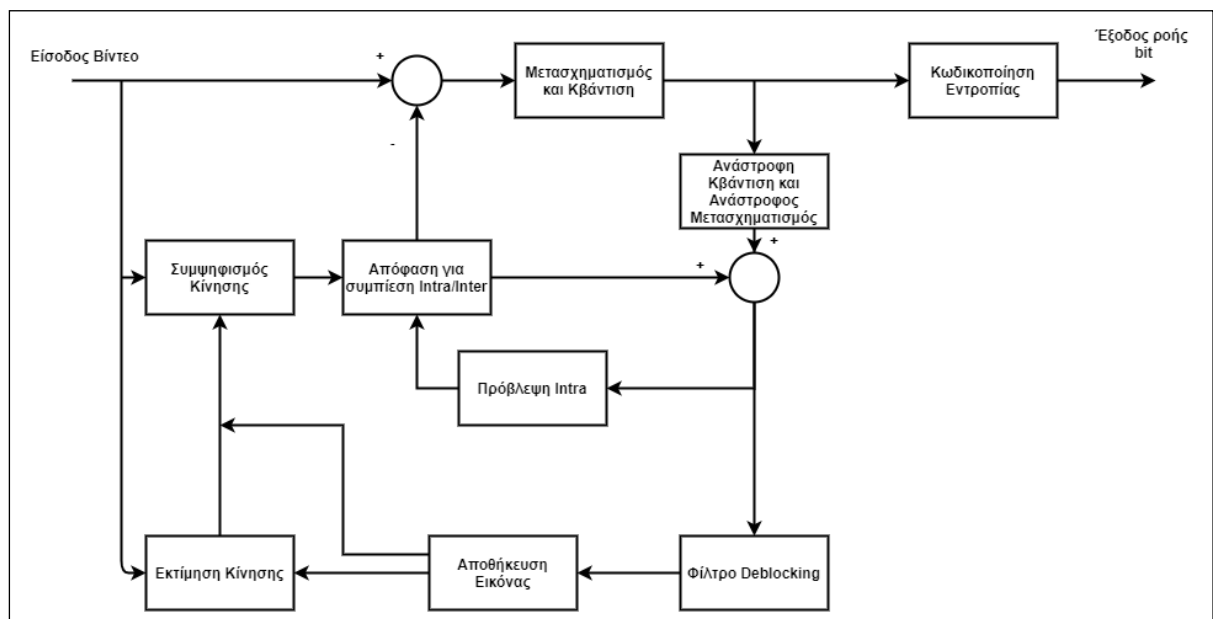 Είσοδος Βίντεο
+
Μετασχηματισμός
και Κβάντιση
Κωδικοποίηση
Εντροπίας
Έξοδος ροής
bit
-
Ανάστροφη
Κβάντιση και
Ανάστροφος
Μετασχηματισμός
+
Συμψηφισμός
Κίνησης
Απόφαση για
συμπίεση Intra/Inter
+
Πρόβλεψη Intra
Εκτίμηση Κίνησης
Αποθήκευση
Εικόνας
Φίλτρο Deblocking